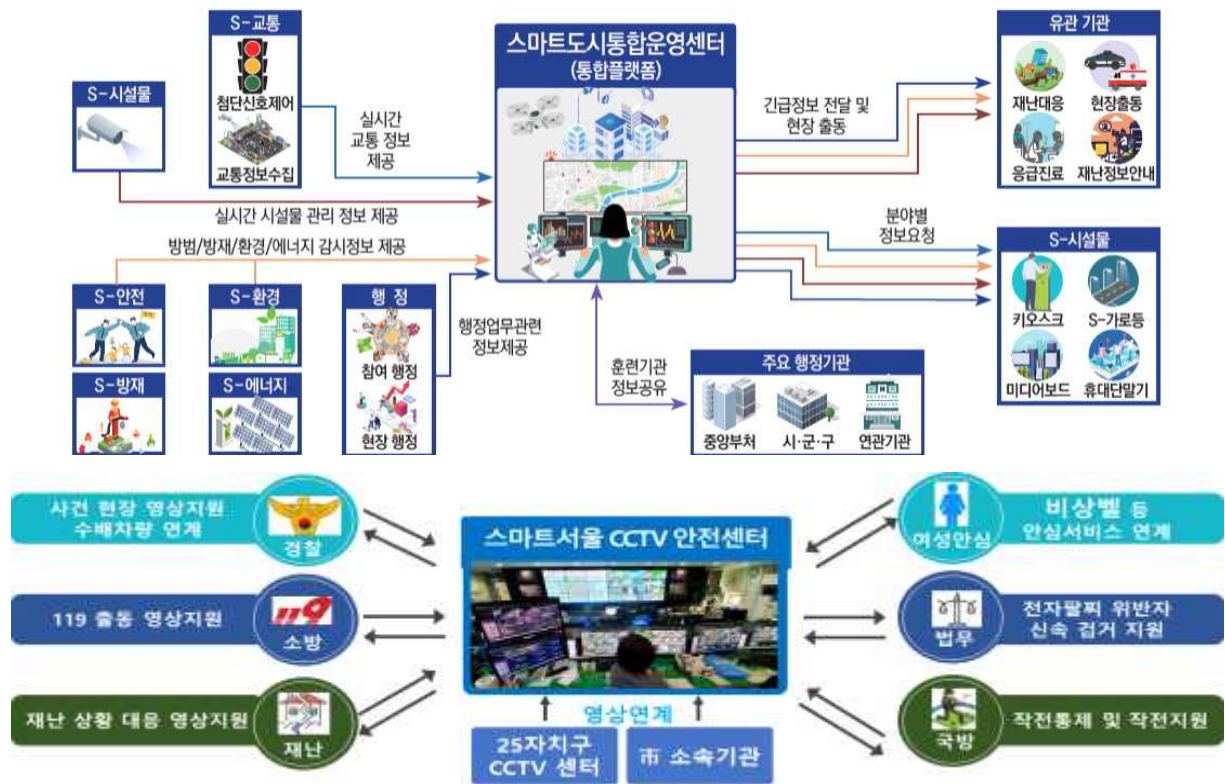 S-교통
첨단신호제어
교통정보수집
S-시설물
실시간
교통 정보
제공
실시간 시설물 관리 정보 제공
방범/방재/환경/에너지 감시정보 제공
S-안전
S-환경
S-방재
S-에너지
행 정
참여 행정
현장 행정
행정업무관련
정보제공
스마트도시통합운영센터
(통합플랫폼)
긴급정보 전달 및
현장 출동
유관 기관
재난대응
현장출동
응급진료
재난정보안내
분야별
정보요청
S-시설물
키오스크
S-가로등
미디어보드
휴대단말기
훈련기관
정보공유
주요 행정기관
중앙부처
시·군·구
연관기관
사건 현장 영상지원
수배차량 연계
경찰
119 출동 영상지원
119
소방
재난 상황 대응 영상지원
재난
스마트서울 CCTV 안전센터
영상연계
25자치구
CCTV 센터
市 소속기관
여성안심
비상벨 등
안심서비스 연계
법무
전자팔찌 위반자
신속 검거 지원
국방
작전통제 및 작전지원